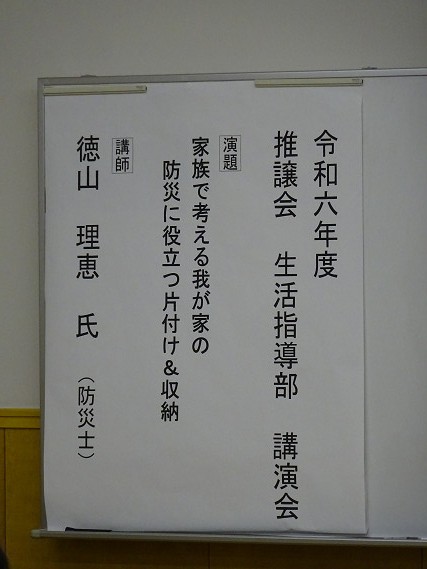 令和六年度
推譲会 生活指導部 講演会
演題
家族で考える我が家の
防災に役立つ片付け＆収納
講師
徳山 理恵 氏 （防災士）